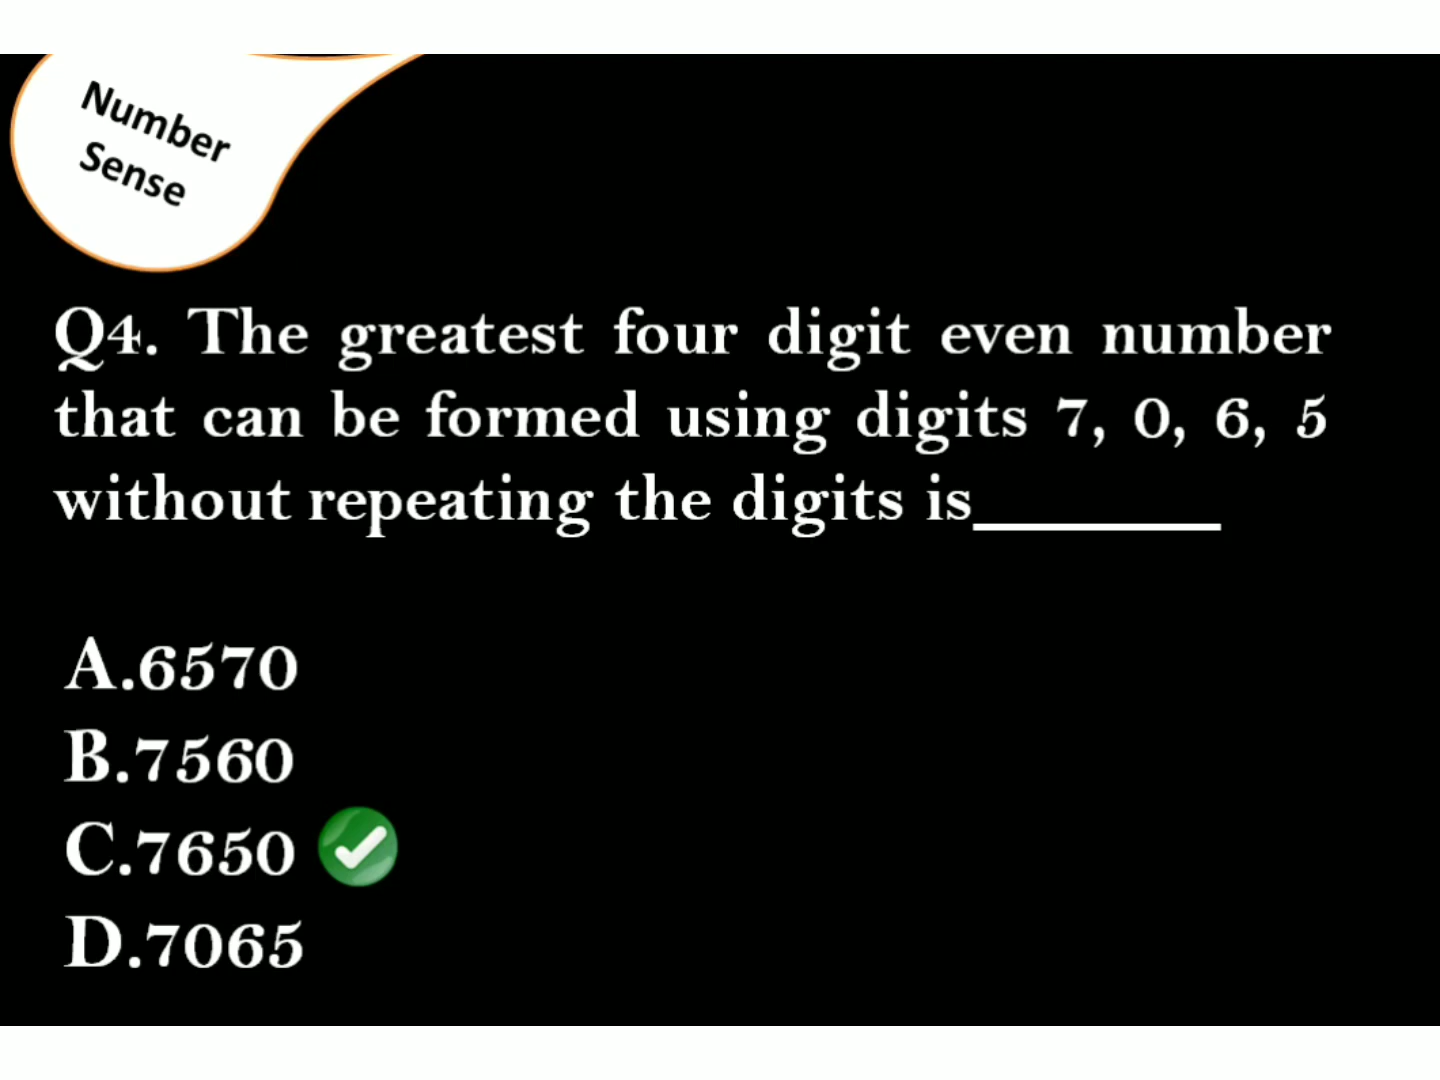 Number
Sense
Q4. The greatest four digit even number
that can be formed using digits 7, 0, 6, 5
without repeating the digits is_______
A.6570
B.7560
C.7650
D.7065